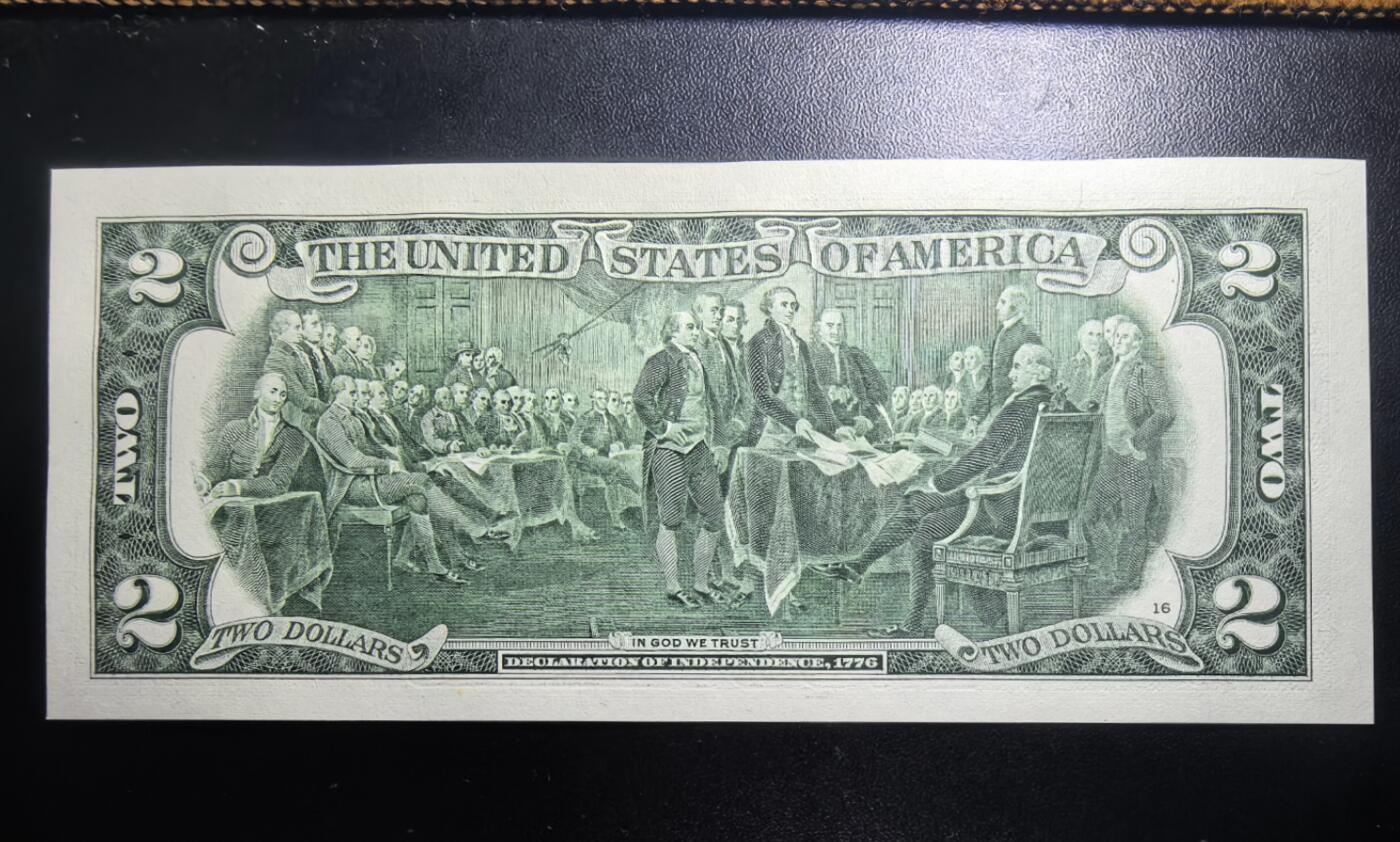 THE UNITED STATES OF AMERICA
2
2
TWO
TWO
2
2
16
TWO DOLLARS
IN GOD WE TRUST
TWO DOLLARS
DECLARATION OF INDEPENDENCE, 1776